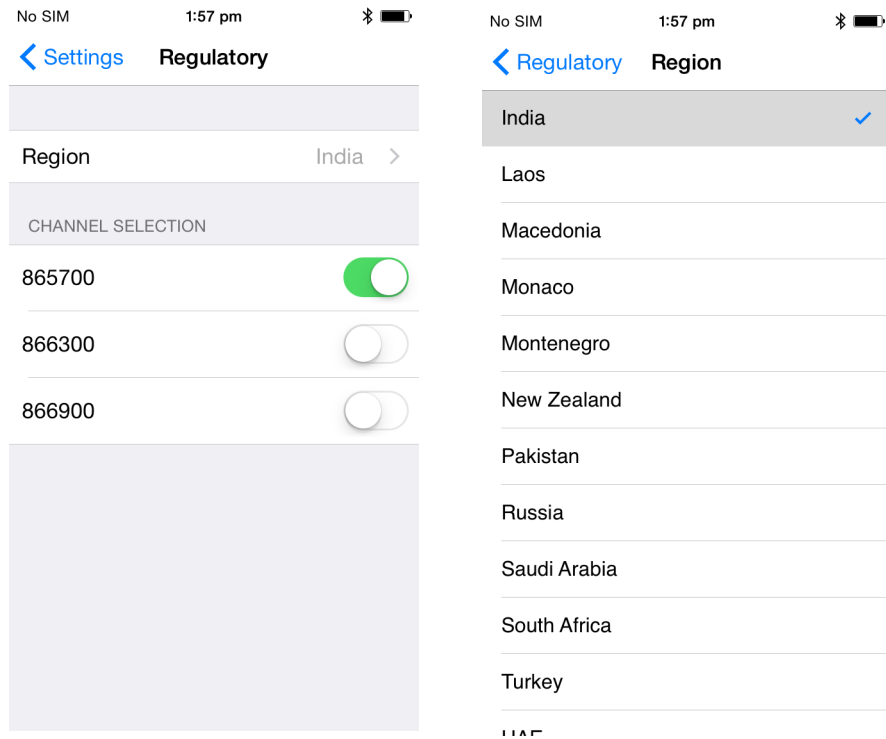 No SIM 1:57 pm
Settings Regulatory
Region India
CHANNEL SELECTION
865700
866300
866900
No SIM 1:57 pm
Regulatory Region
India
Laos
Macedonia
Monaco
Montenegro
New Zealand
Pakistan
Russia
Saudi Arabia
South Africa
Turkey
UAE